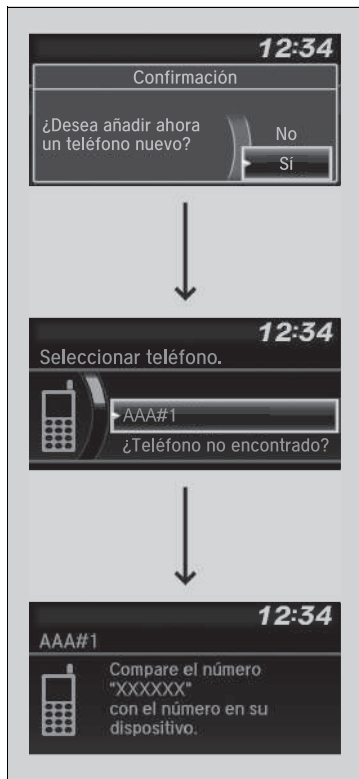 12:34
Confirmación
¿Desea añadir ahora
un teléfono nuevo?
No
Sí
12:34
Seleccionar teléfono.
AAA#1
¿Teléfono no encontrado?
12:34
AAA#1
Compare el número
"XXXXXX"
con el número en su
dispositivo.